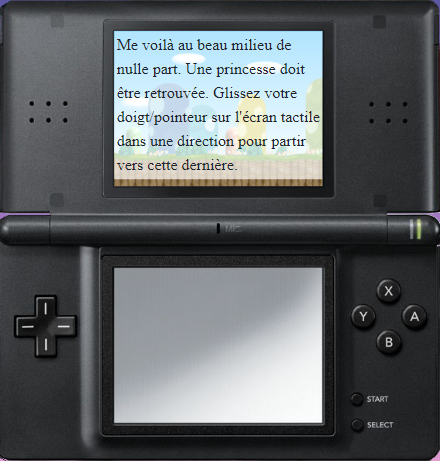 Me voilà au beau milieu de
nulle part. Une princesse doit
être retrouvée. Glissez votre
doigt/pointeur sur l'écran tactile
dans une direction pour partir
vers cette dernière.
MIC.
X
Y
A
B
START
SELECT